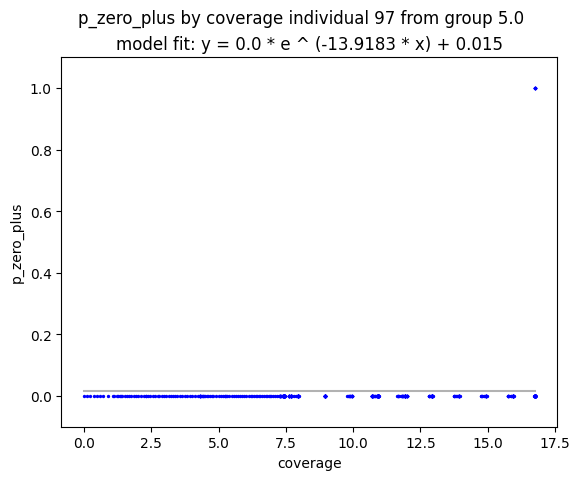 p_zero_plus by coverage individual 97 from group 5.0
model fit: y = 0.0 * e ^ (-13.9183 * x) + 0.015
1.0
0.8
0.6
0.4
0.2
0.0
p_zero_plus
0.0 2.5 5.0 7.5 10.0 12.5 15.0 17.5
coverage